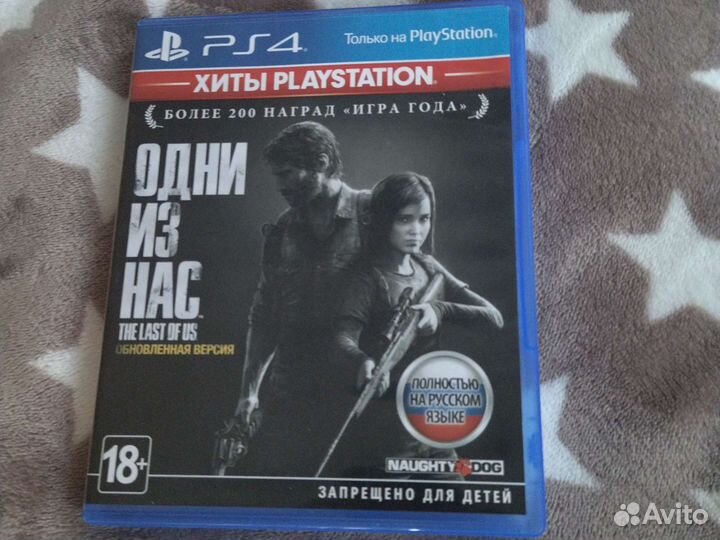 PS4
Только на PlayStation
ХИТЫ PLAYSTATION
БОЛЕЕ 200 НАГРАД «ИГРА ГОДА»
ОДНИ
ИЗ
НАС
THE LAST OF US
ОБНОВЛЕННАЯ ВЕРСИЯ
ПОЛНОСТЬЮ
НА РУССКОМ
ЯЗЫКЕ
18+
NAUGHTY DOG
ЗАПРЕЩЕНО ДЛЯ ДЕТЕЙ
Avito